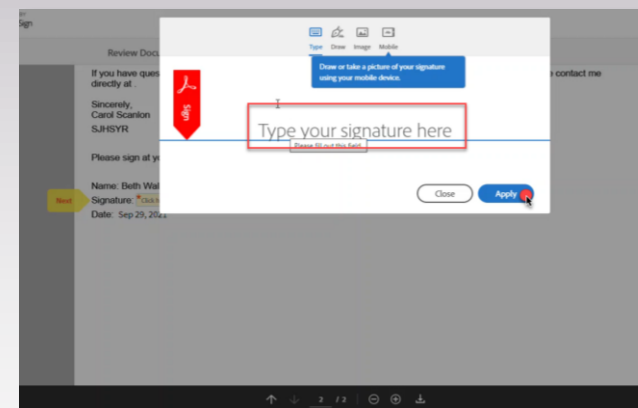 Sign
Type Draw Image Mobile
Review Docu
Draw or take a picture of your signature
using your mobile device.
If you have ques
contact me
directly at .
Sign
Sincerely,
Carol Scanlon
SJHSYR
Type your signature here
Please fill out this field.
Please sign at yo
Name: Beth Wal
Close Apply
Next
Signature: * Click h
Date: Sep 29, 2021
2 / 2